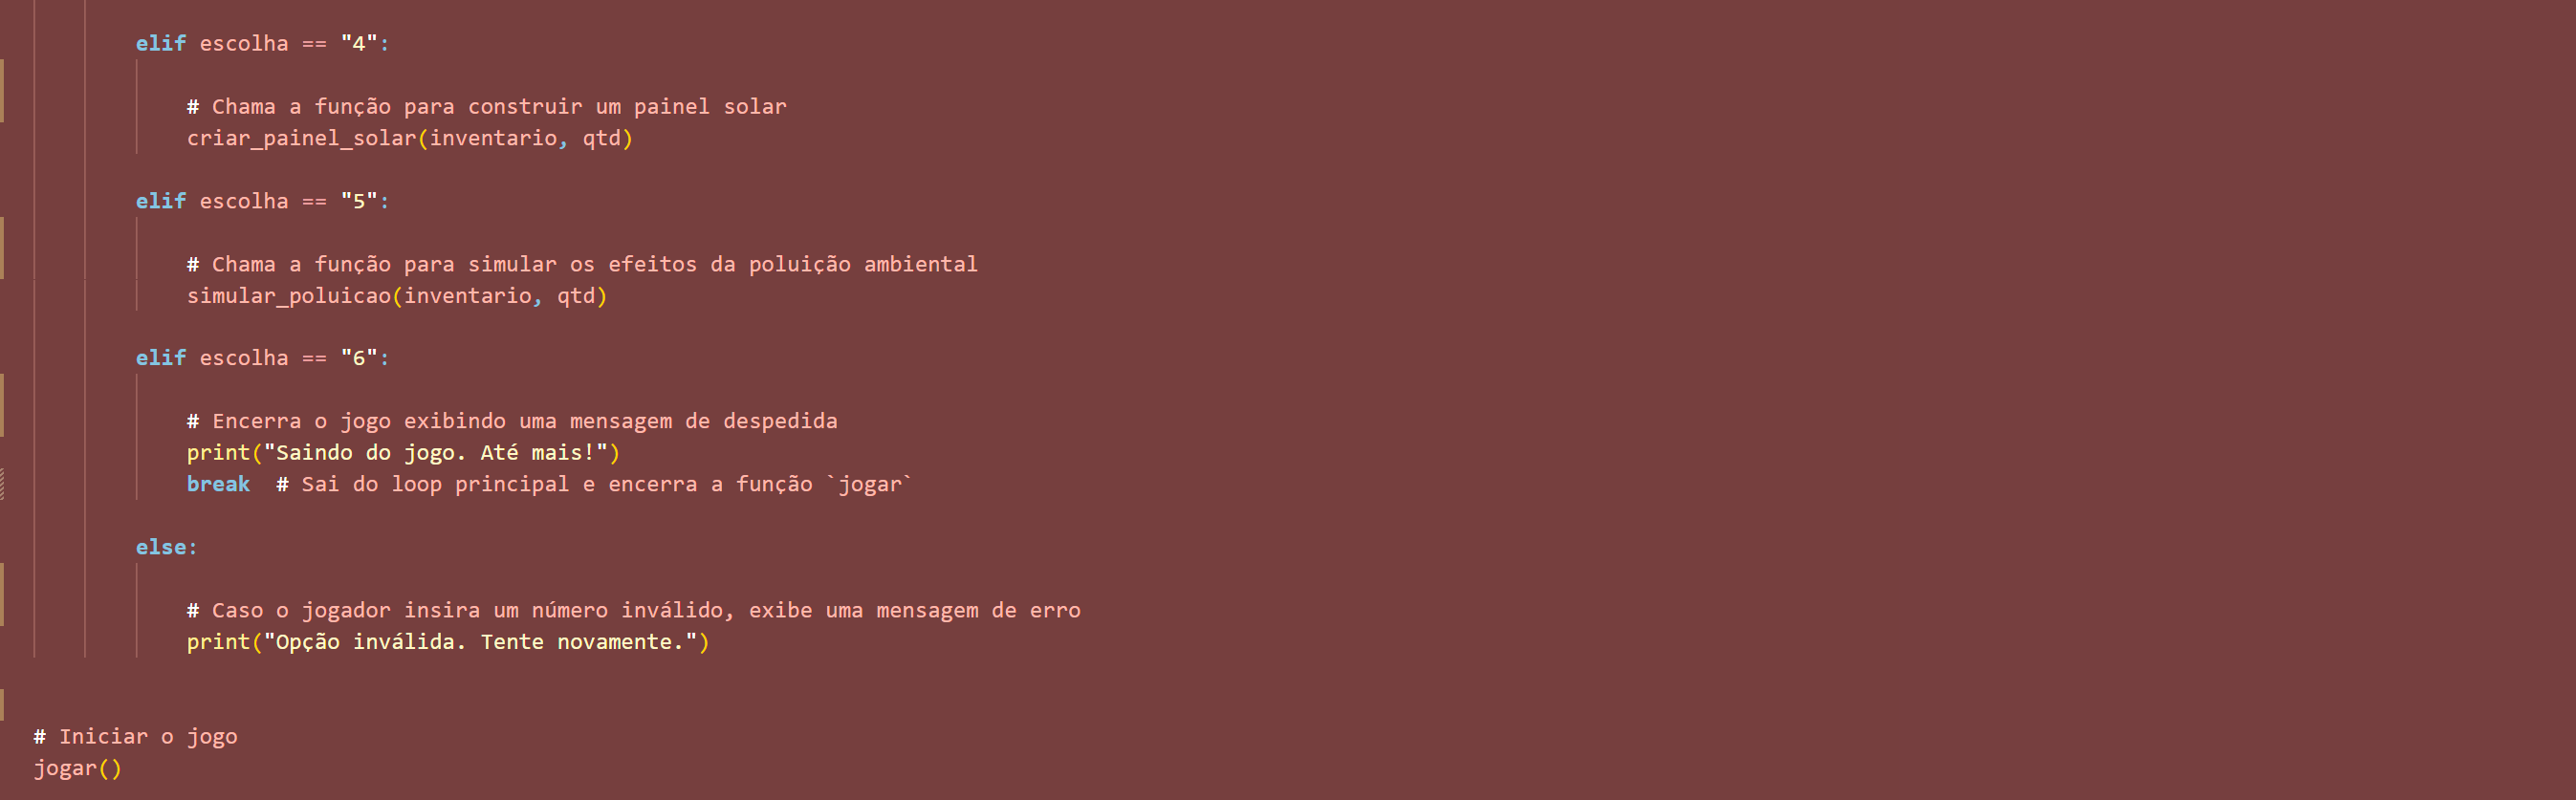 elif escolha == "4":
# Chama a função para construir um painel solar
criar_painel_solar(inventario, qtd)
elif escolha == "5":
# Chama a função para simular os efeitos da poluição ambiental
simular_poluicao(inventario, qtd)
elif escolha == "6":
# Encerra o jogo exibindo uma mensagem de despedida
print("Saindo do jogo. Até mais!")
break  # Sai do loop principal e encerra a função `jogar`
else:
# Caso o jogador insira um número inválido, exibe uma mensagem de erro
print("Opção inválida. Tente novamente.")
# Iniciar o jogo
jogar()